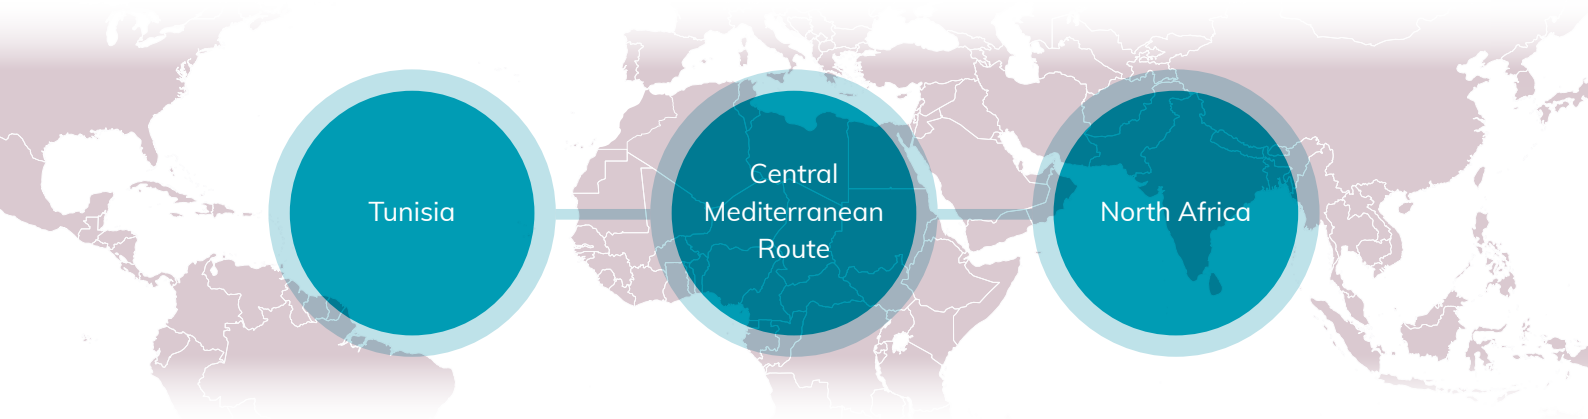 Tunisia
Central
Mediterranean
Route
North Africa